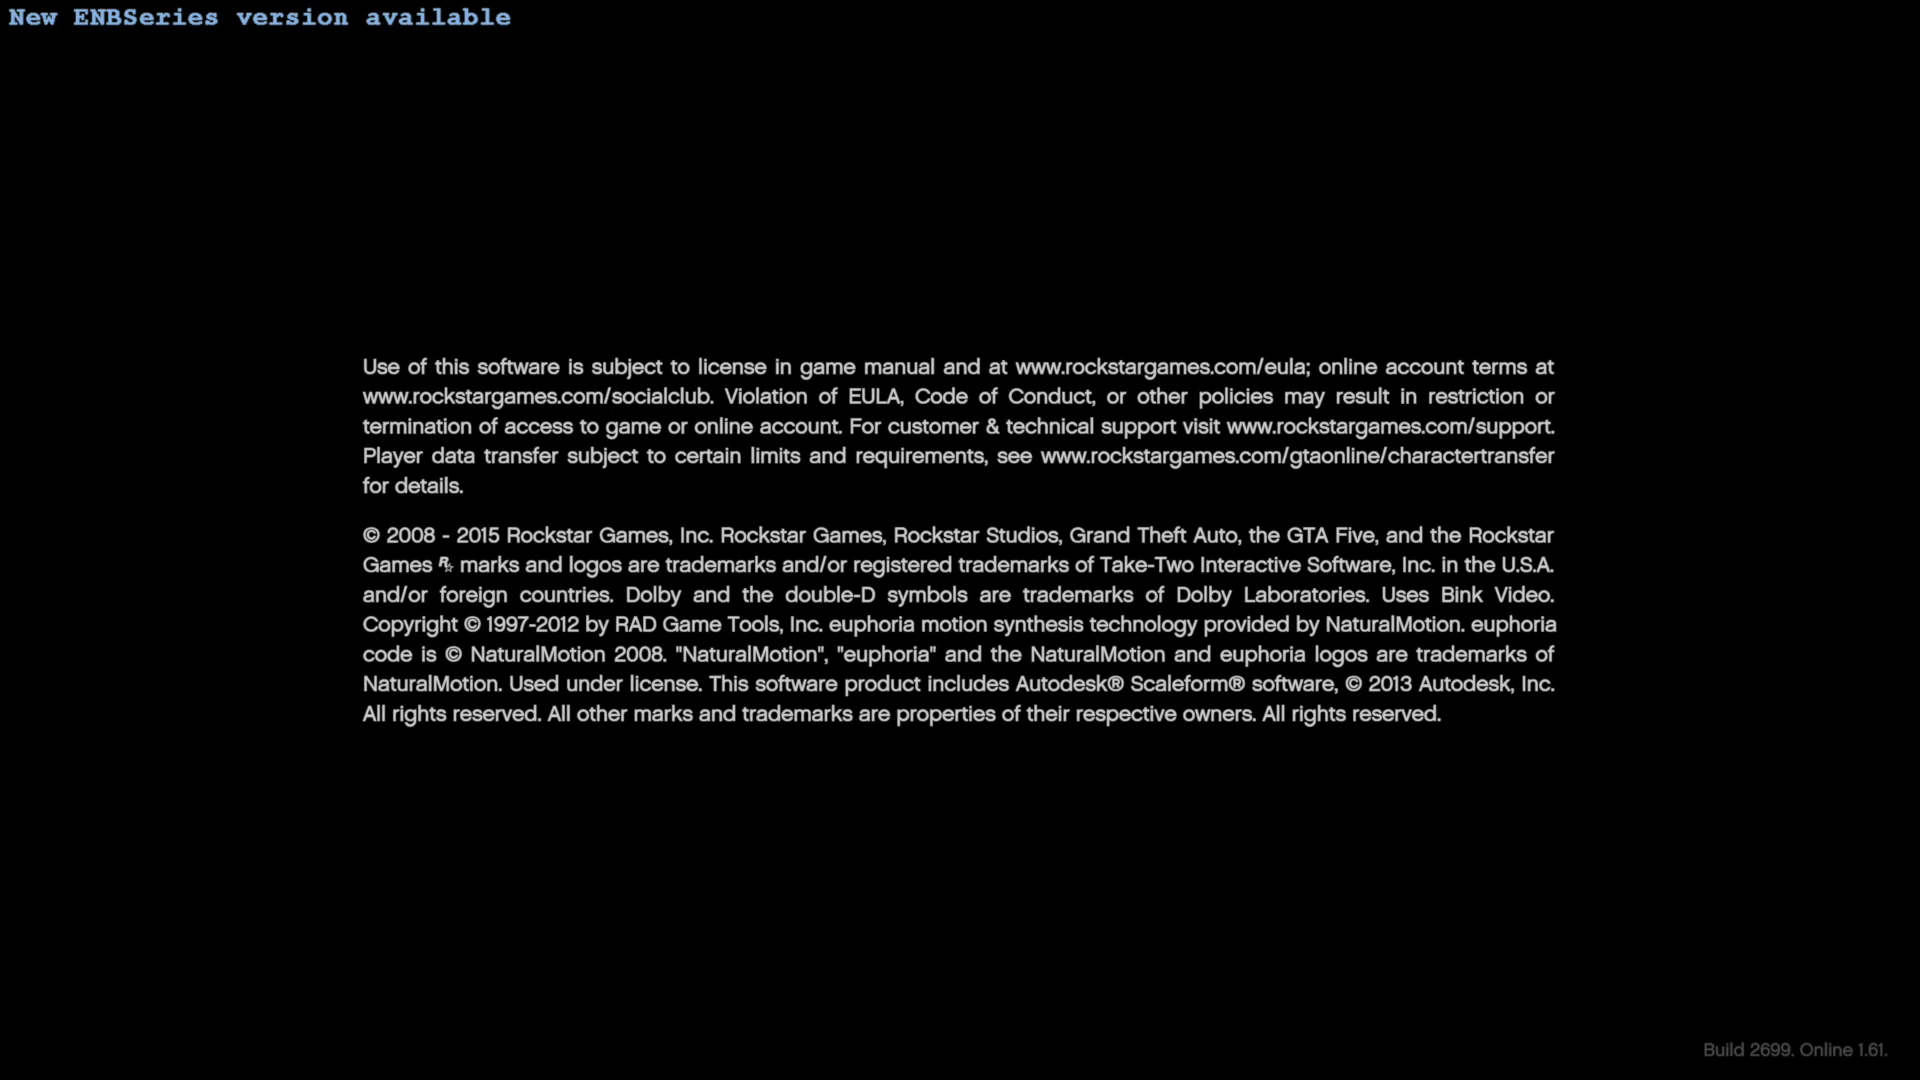 New ENBSeries version available
Use of this software is subject to license in game manual and at www.rockstargames.com/eula; online account terms at
www.rockstargames.com/socialclub. Violation of EULA, Code of Conduct, or other policies may result in restriction or
termination of access to game or online account. For customer & technical support visit www.rockstargames.com/support.
Player data transfer subject to certain limits and requirements, see www.rockstargames.com/gtaonline/charactertransfer
for details.
© 2008 - 2015 Rockstar Games, Inc. Rockstar Games, Rockstar Studios, Grand Theft Auto, the GTA Five, and the Rockstar
Games R* marks and logos are trademarks and/or registered trademarks of Take-Two Interactive Software, Inc. in the U.S.A.
and/or foreign countries. Dolby and the double-D symbols are trademarks of Dolby Laboratories. Uses Bink Video.
Copyright © 1997-2012 by RAD Game Tools, Inc. euphoria motion synthesis technology provided by NaturalMotion. euphoria
code is © NaturalMotion 2008. "NaturalMotion", "euphoria" and the NaturalMotion and euphoria logos are trademarks of
NaturalMotion. Used under license. This software product includes Autodesk® Scaleform® software, © 2013 Autodesk, Inc.
All rights reserved. All other marks and trademarks are properties of their respective owners. All rights reserved.
Build 2699. Online 1.61.